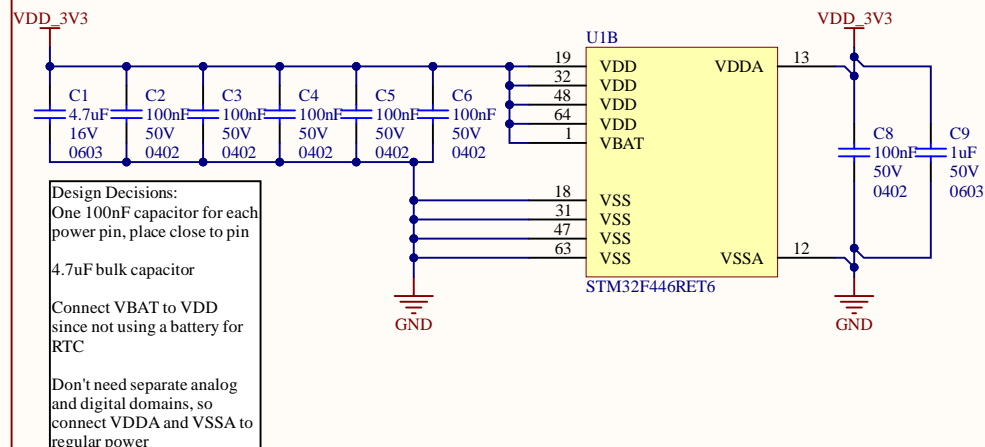 VDD_3V3
VDD_3V3
U1B
19 VDD VDDA 13
32 VDD
48 VDD
64 VDD
1 VBAT
18 VSS
31 VSS
47 VSS
63 VSS VSSA 12
STM32F446RET6
C1
4.7uF
16V
0603
C2
100nF
50V
0402
C3
100nF
50V
0402
C4
100nF
50V
0402
C5
100nF
50V
0402
C6
100nF
50V
0402
C8
100nF
50V
0402
C9
1uF
50V
0603
GND
GND
Design Decisions:
One 100nF capacitor for each
power pin, place close to pin
4.7uF bulk capacitor
Connect VBAT to VDD
since not using a battery for
RTC
Don't need separate analog
and digital domains, so
connect VDDA and VSSA to
regular power